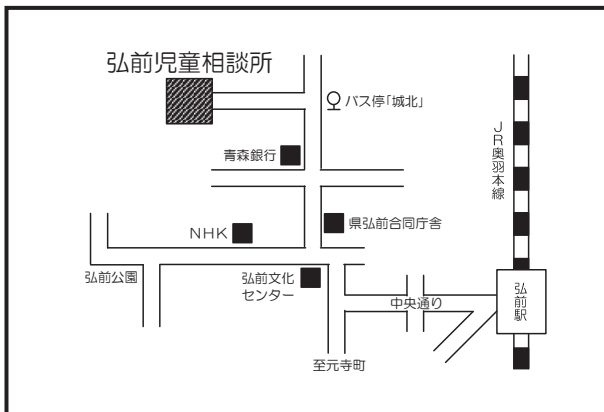 弘前児童相談所
バス停「城北」
青森銀行
JR奥羽本線
NHK
県弘前合同庁舎
弘前公園
弘前文化
センター
中央通り
弘前駅
至元寺町